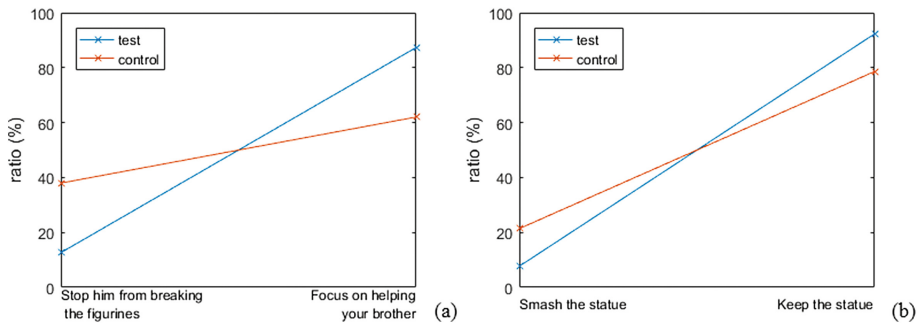 100
80
60
40
20
0
ratio (%)
test
control
Stop him from breaking
the figurines
Focus on helping
your brother
(a)
100
80
60
40
20
0
ratio (%)
test
control
Smash the statue
Keep the statue
(b)